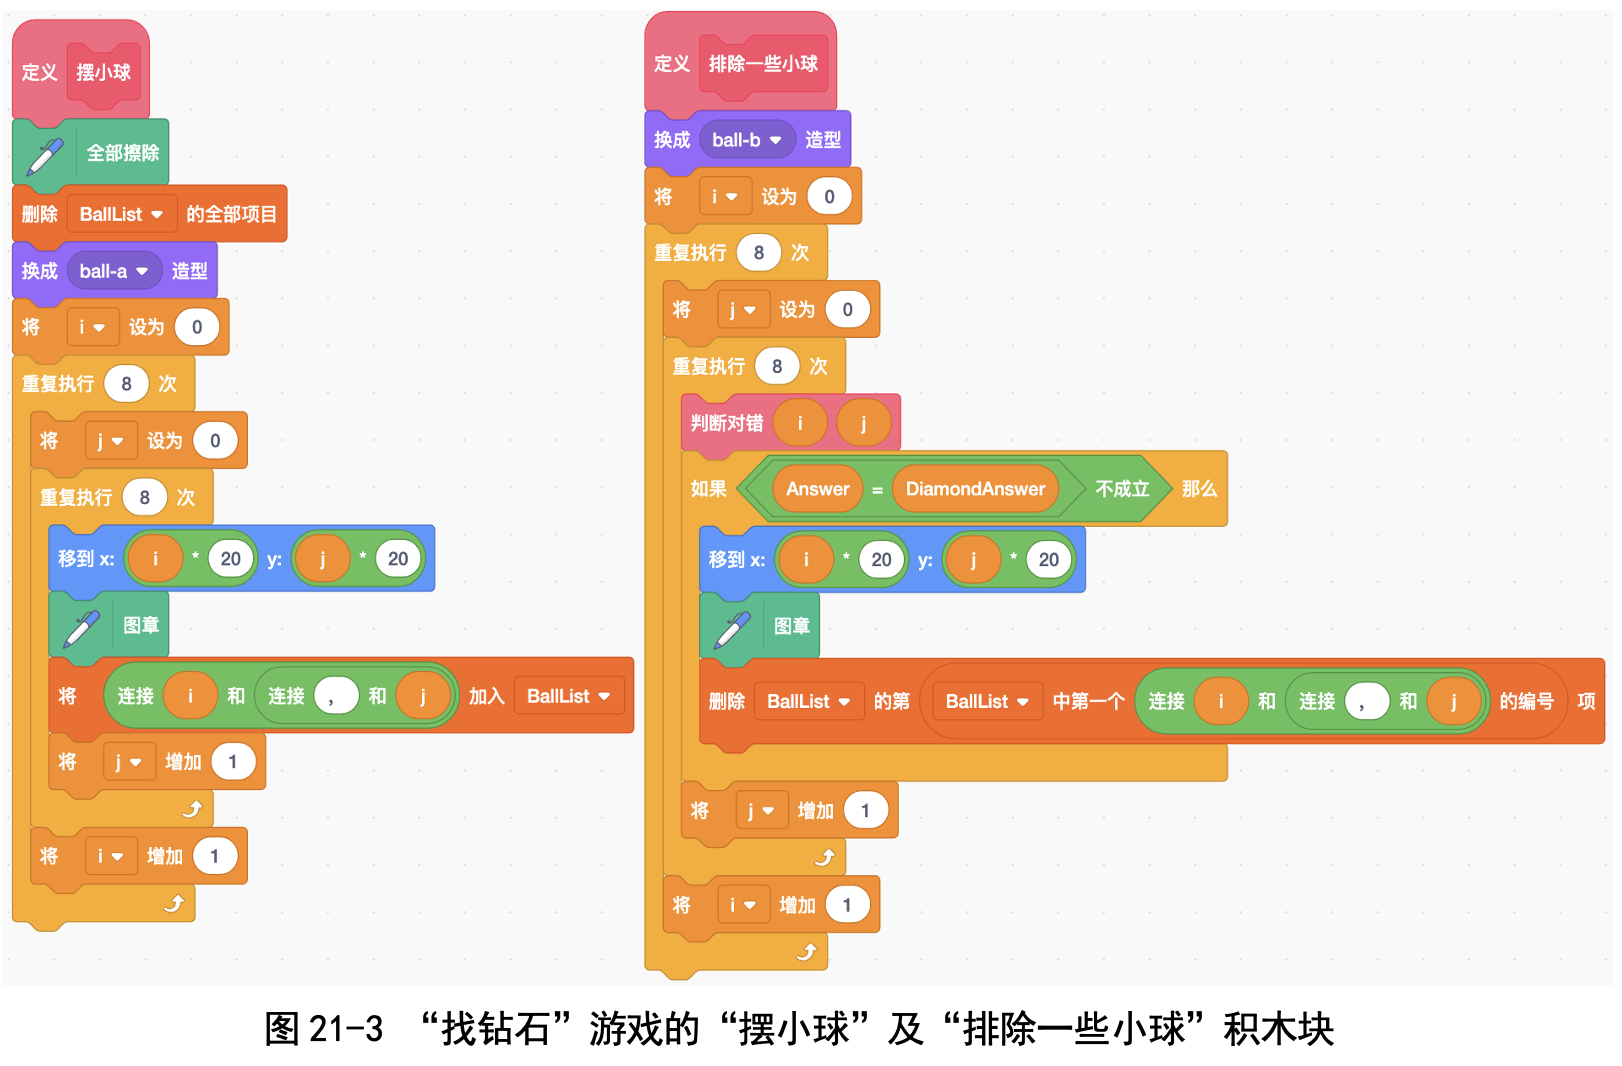 定义 摆小球
全部擦除
删除 BallList 的全部项目
换成 ball-a 造型
将 i 设为 0
重复执行 8 次
将 j 设为 0
重复执行 8 次
移到 x: i * 20 y: j * 20
图章
将 连接 i 和 连接 , 和 j 加入 BallList
将 j 增加 1
将 i 增加 1
定义 排除一些小球
换成 ball-b 造型
将 i 设为 0
重复执行 8 次
将 j 设为 0
重复执行 8 次
判断对错 i j
如果 Answer = DiamondAnswer 不成立 那么
移到 x: i * 20 y: j * 20
图章
删除 BallList 的第 BallList 中第一个 连接 i 和 连接 , 和 j 的编号 项
将 j 增加 1
将 i 增加 1
图 21-3 “找钻石”游戏的“摆小球”及“排除一些小球”积木块